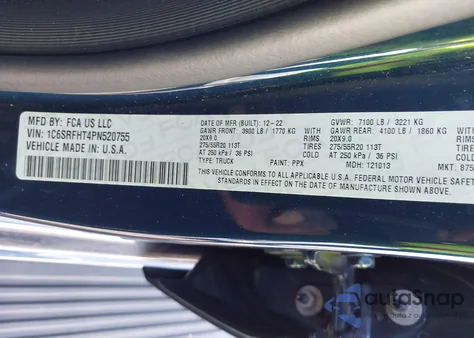 MFD BY: FCA US LLC
VIN: 1C6SRFHT4PN520755
VEHICLE MADE IN: U.S.A.
DATE OF MFR (BUILT): 12-22
GAWR FRONT: 3900 LB / 1770 KG
RIMS
20X9.0
TIRES
275/55R20 113T
COLD
AT 250 kPa / 36 PSI
TYPE: TRUCK
PAINT: PPX
GVWR: 7100 LB / 3221 KG
GAWR REAR: 4100 LB / 1860 KG
RIMS
20X9.0
TIRES
275/55R20 113T
COLD
AT 250 kPa / 36 PSI
MDH: 121013
MKT:
THIS VEHICLE CONFORMS TO ALL APPLICABLE U.S.A. FEDERAL MOTOR VEHICLE
STANDARDS IN EFFECT ON THE DATE OF MANUFACTURE SHOWN ABOVE.
autoSnap